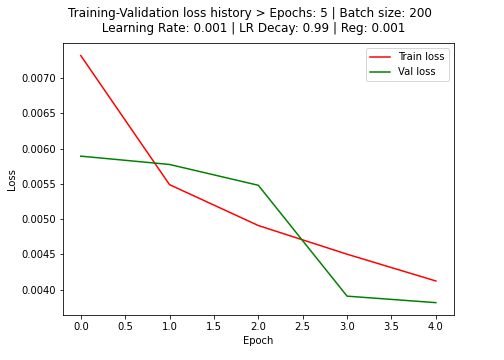 Training-Validation loss history > Epochs: 5 | Batch size: 200
Learning Rate: 0.001 | LR Decay: 0.99 | Reg: 0.001
Train loss
Val loss
0.0070
0.0065
0.0060
0.0055
0.0050
0.0045
0.0040
Loss
0.0 0.5 1.0 1.5 2.0 2.5 3.0 3.5 4.0
Epoch